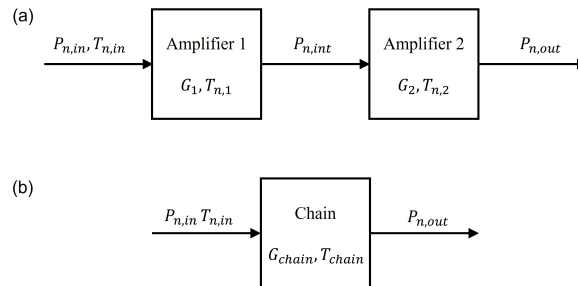 (a)
P_{n,in}, T_{n,in}
Amplifier 1
G_1, T_{n,1}
P_{n,int}
Amplifier 2
G_2, T_{n,2}
P_{n,out}
(b)
P_{n,in} T_{n,in}
Chain
G_{chain}, T_{chain}
P_{n,out}